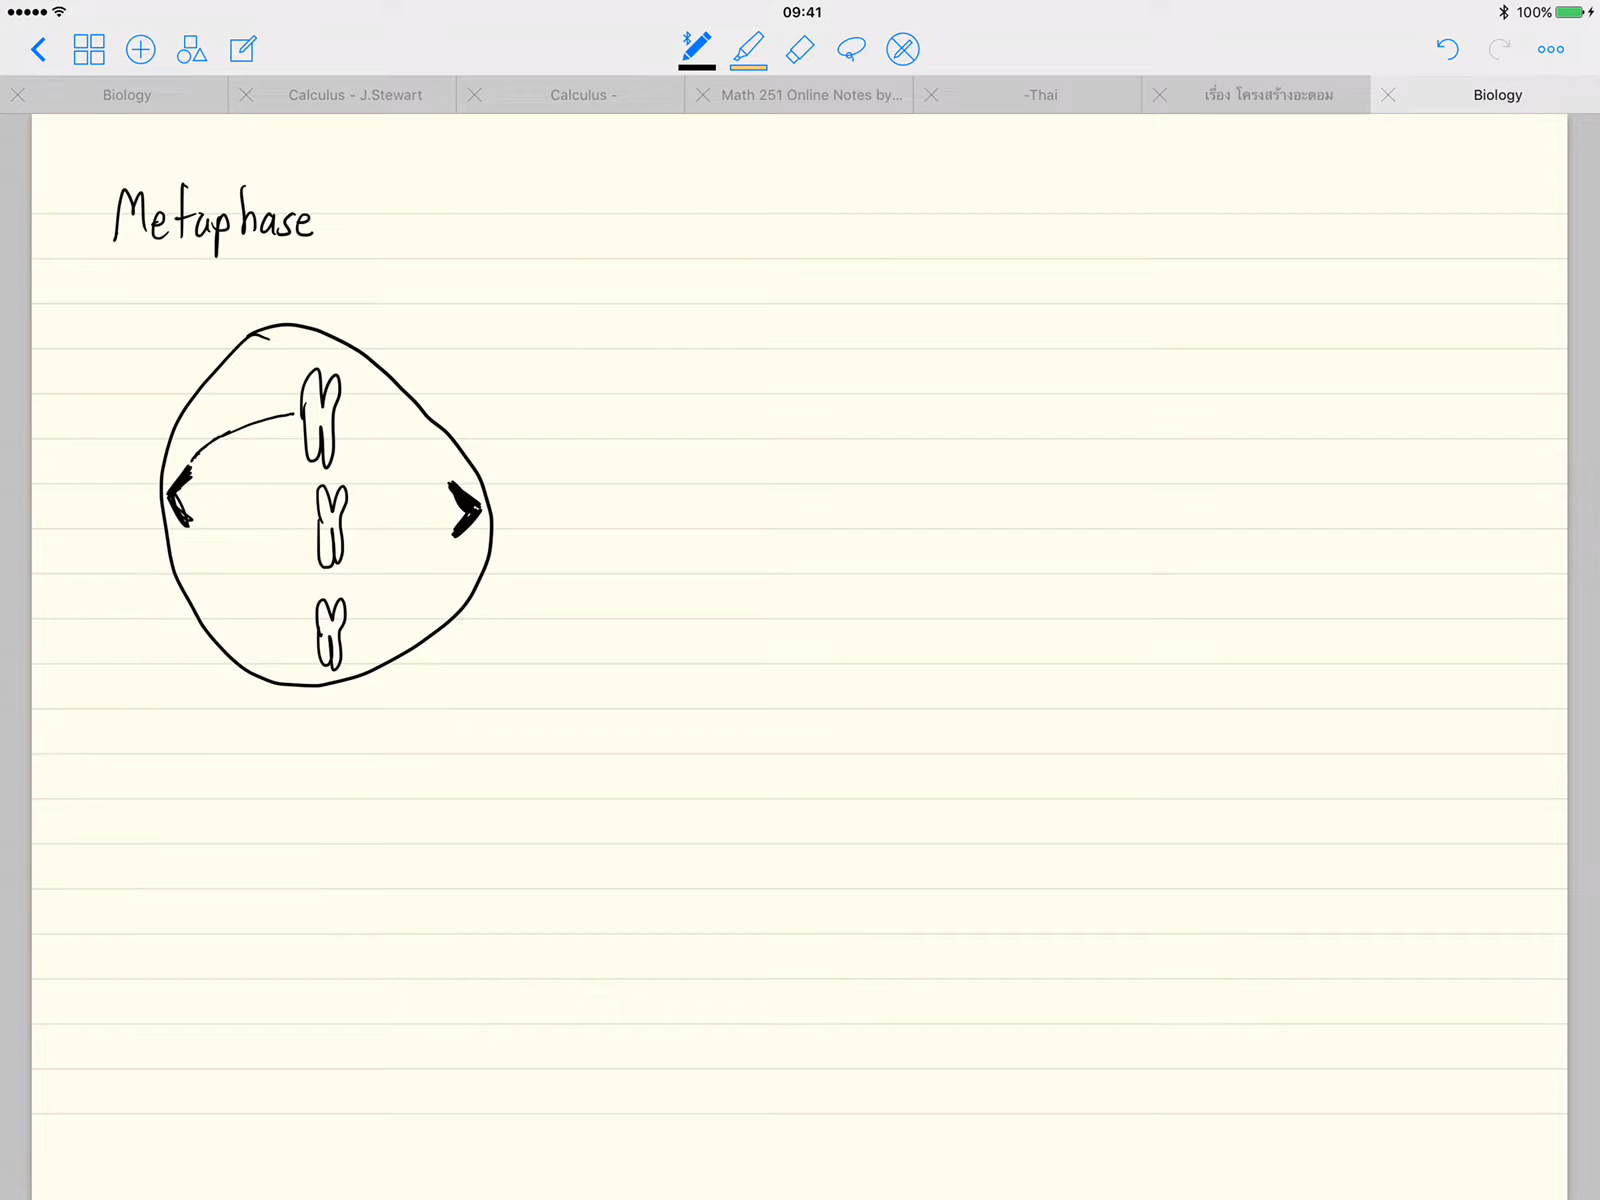 09:41
100%
Biology
Calculus - J.Stewart
Calculus -
Math 251 Online Notes by...
-Thai
เรื่อง โครงสร้างอะตอม
Biology
Metaphase